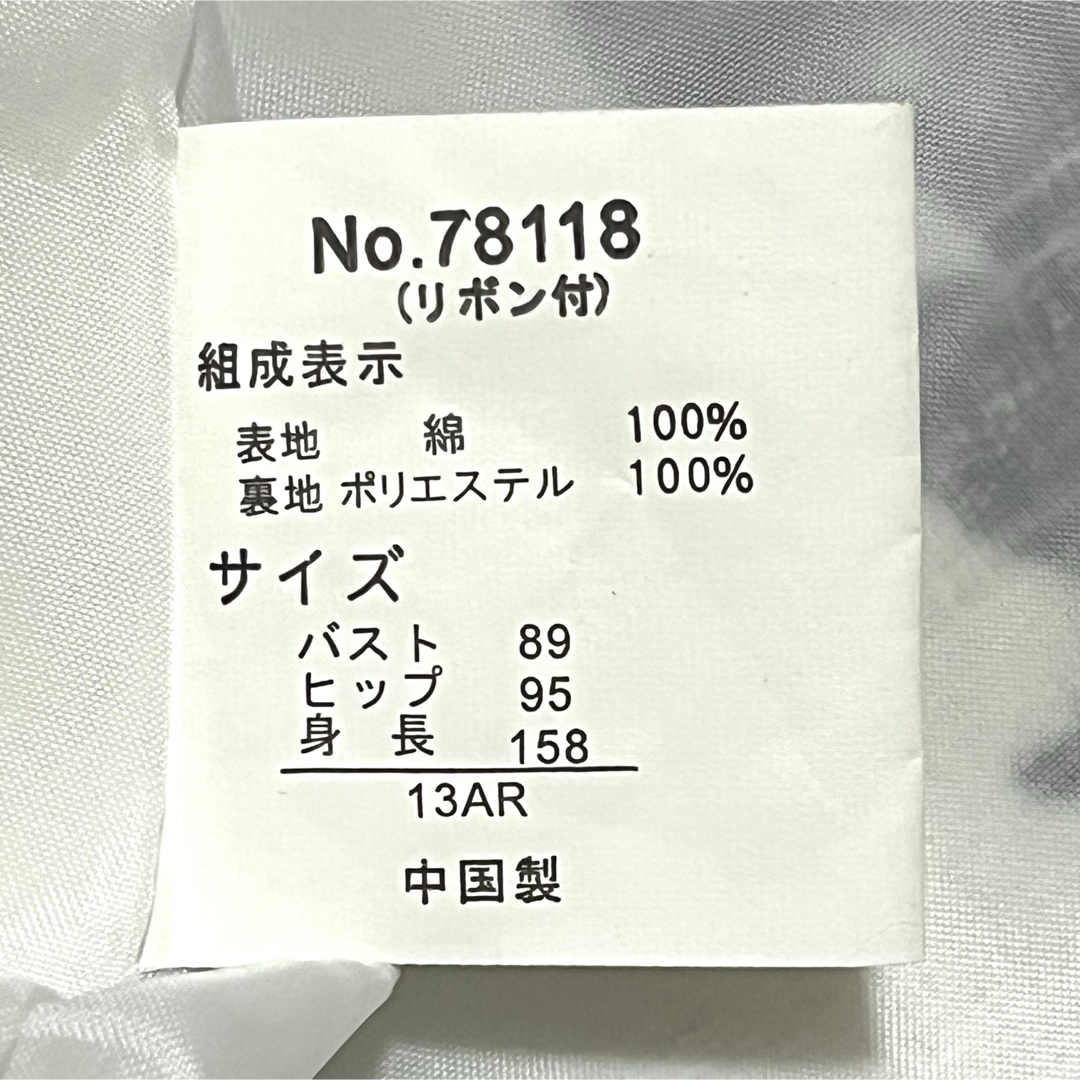 No.78118
(リボン付)
組成表示
表地 綿 100%
裏地 ポリエステル 100%
サイズ
バスト 89
ヒップ 95
身長 158
13AR
中国製